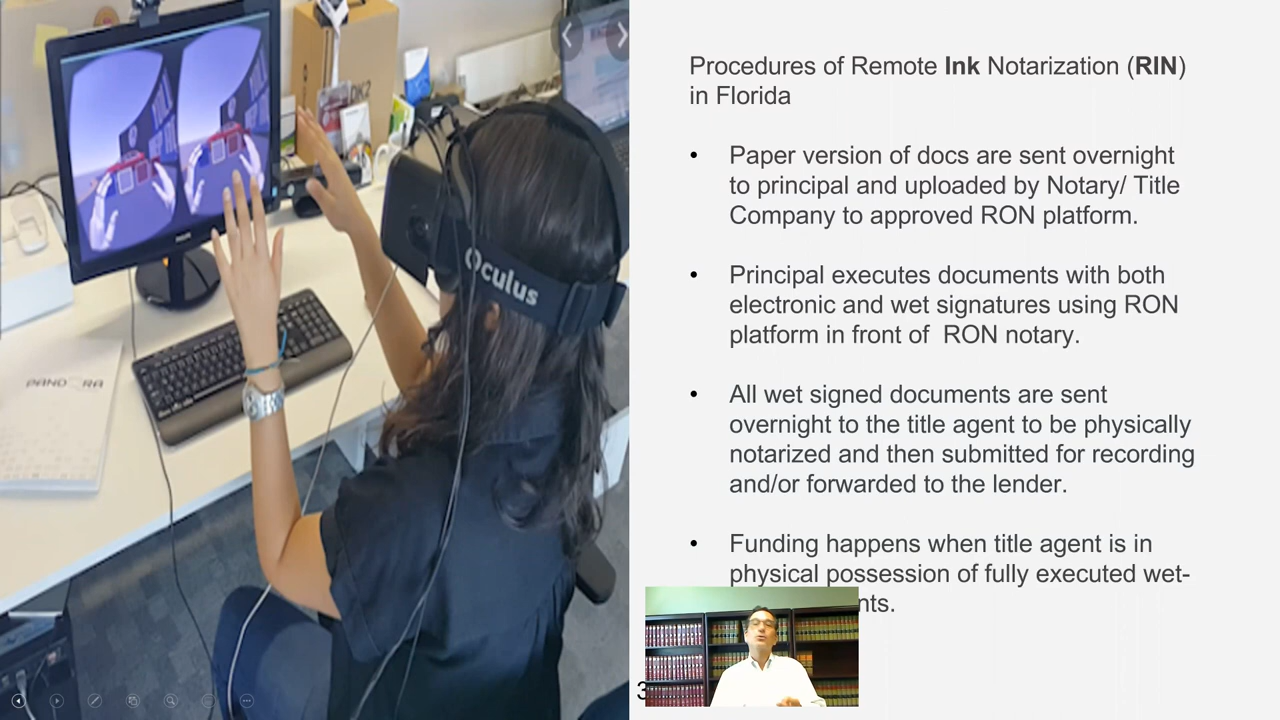 Procedures of Remote Ink Notarization (RIN)
in Florida
• Paper version of docs are sent overnight
to principal and uploaded by Notary/ Title
Company to approved RON platform.
• Principal executes documents with both
electronic and wet signatures using RON
platform in front of  RON notary.
• All wet signed documents are sent
overnight to the title agent to be physically
notarized and then submitted for recording
and/or forwarded to the lender.
• Funding happens when title agent is in
physical possession of fully executed wet-
nts.
3
Oculus
PANDORA
DK2
PHILIPS